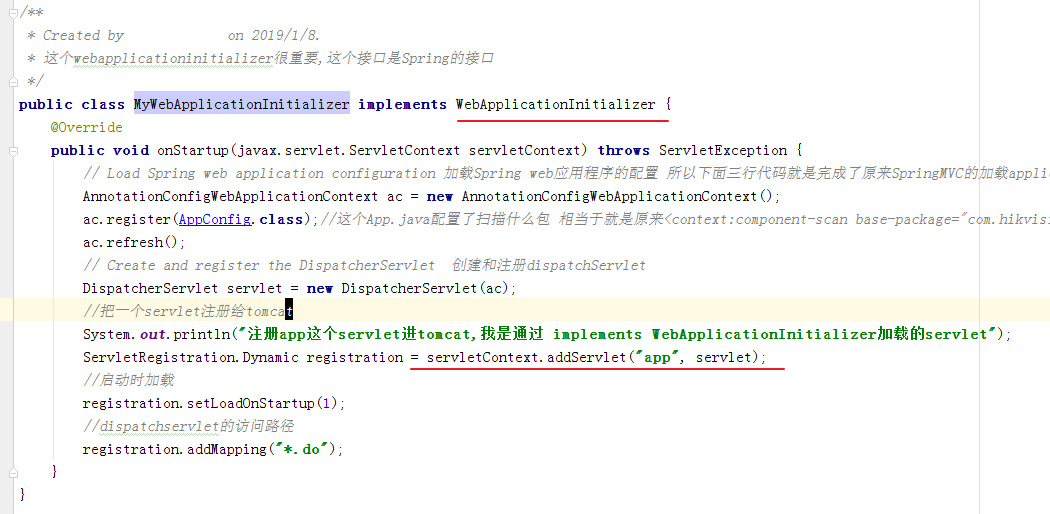 /**
* Created by on 2019/1/8.
* 这个webapplicationinitializer很重要,这个接口是Spring的接口
*/
public class MyWebApplicationInitializer implements WebApplicationInitializer {
@Override
public void onStartup(javax.servlet.ServletContext servletContext) throws ServletException {
// Load Spring web application configuration 加载Spring web应用程序的配置 所以下面三行代码就是完成了原来SpringMVC的加载appli
AnnotationConfigWebApplicationContext ac = new AnnotationConfigWebApplicationContext();
ac.register(AppConfig.class);//这个App.java配置了扫描什么包 相当于就是原来<context:component-scan base-package="com.hikvisi
ac.refresh();
// Create and register the DispatcherServlet 创建和注册dispatchServlet
DispatcherServlet servlet = new DispatcherServlet(ac);
//把一个servlet注册给tomcat
System.out.println("注册app这个servlet进tomcat,我是通过 implements WebApplicationInitializer加载的servlet");
ServletRegistration.Dynamic registration = servletContext.addServlet("app", servlet);
//启动时加载
registration.setLoadOnStartup(1);
//dispatchservlet的访问路径
registration.addMapping("*.do");
}
}